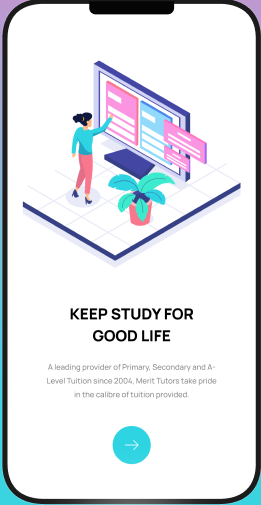 KEEP STUDY FOR
GOOD LIFE
A leading provider of Primary, Secondary and A-
Level Tuition since 2004, Merit Tutors take pride
in the calibre of tuition provided.